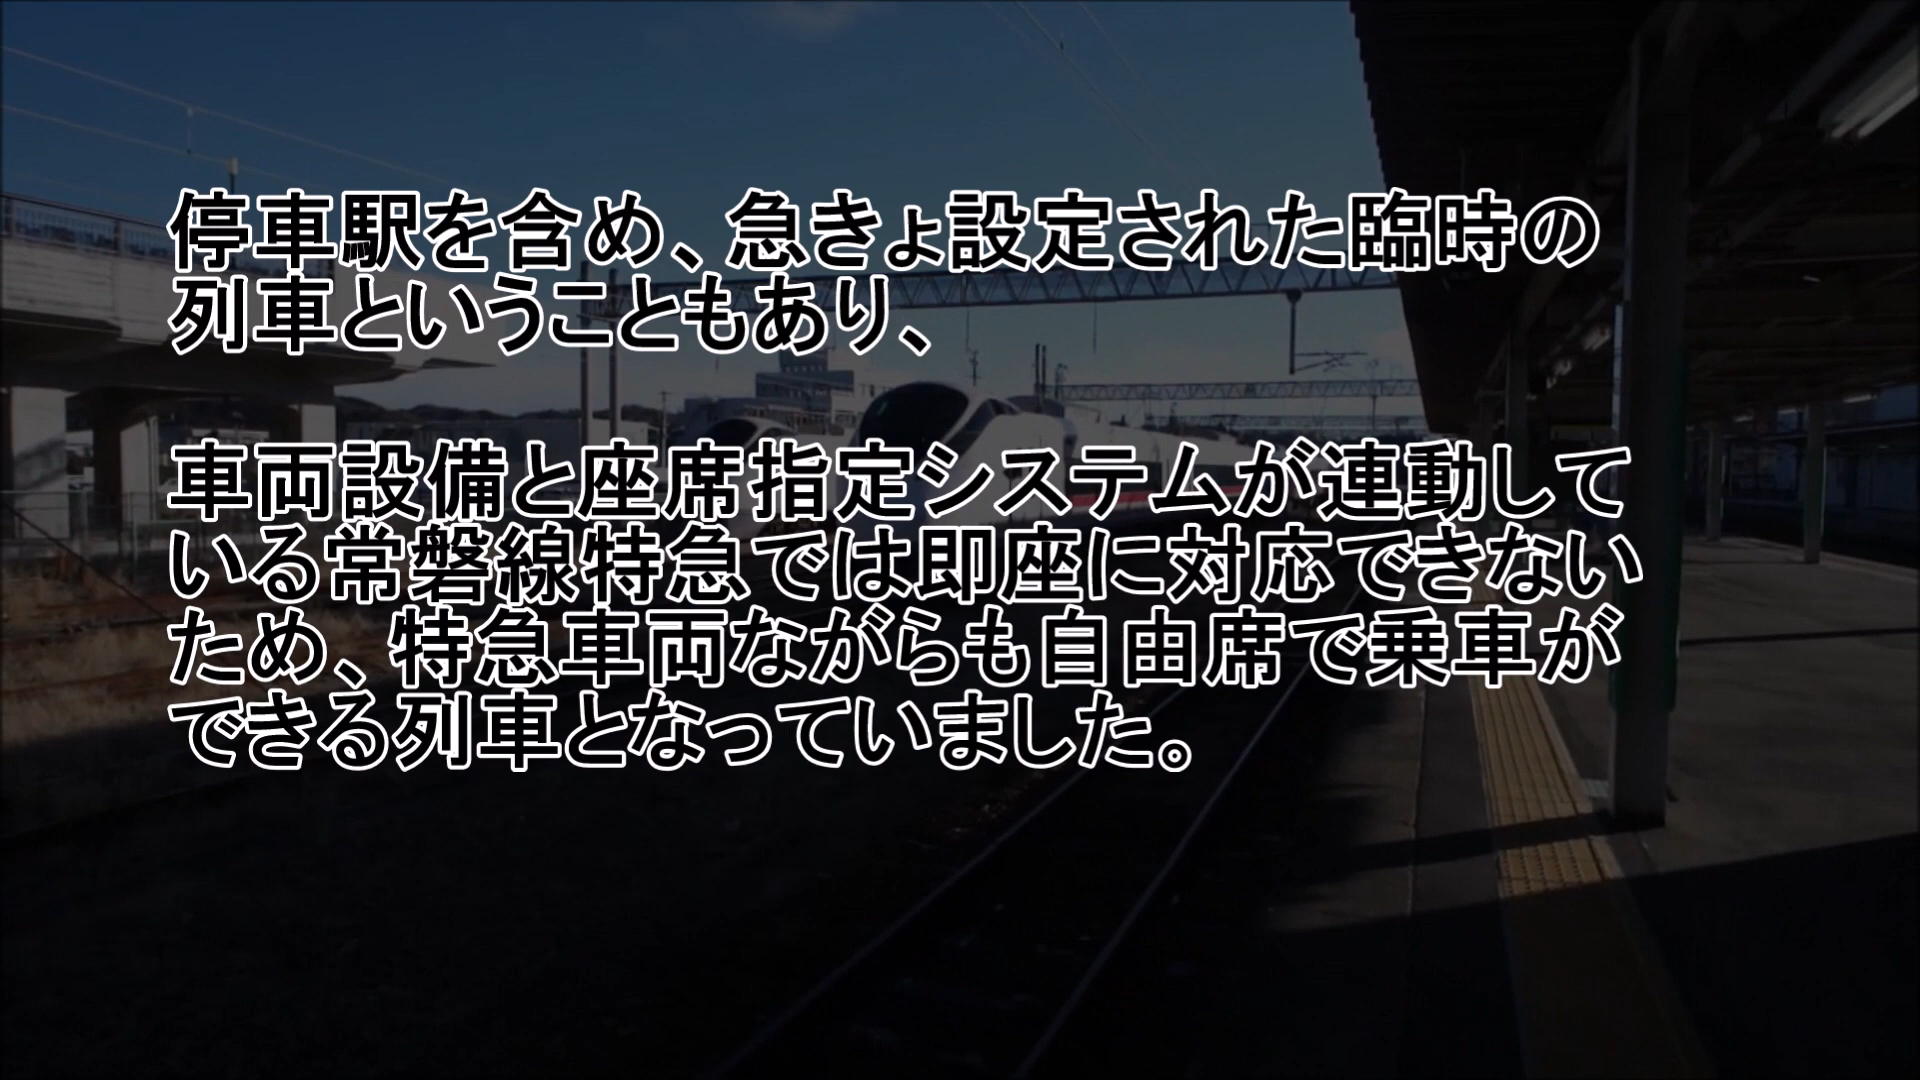 停車駅を含め、急きょ設定された臨時の
列車ということもあり、
車両設備と座席指定システムが連動して
いる常磐線特急では即座に対応できない
ため、特急車両ながらも自由席で乗車が
できる列車となっていました。